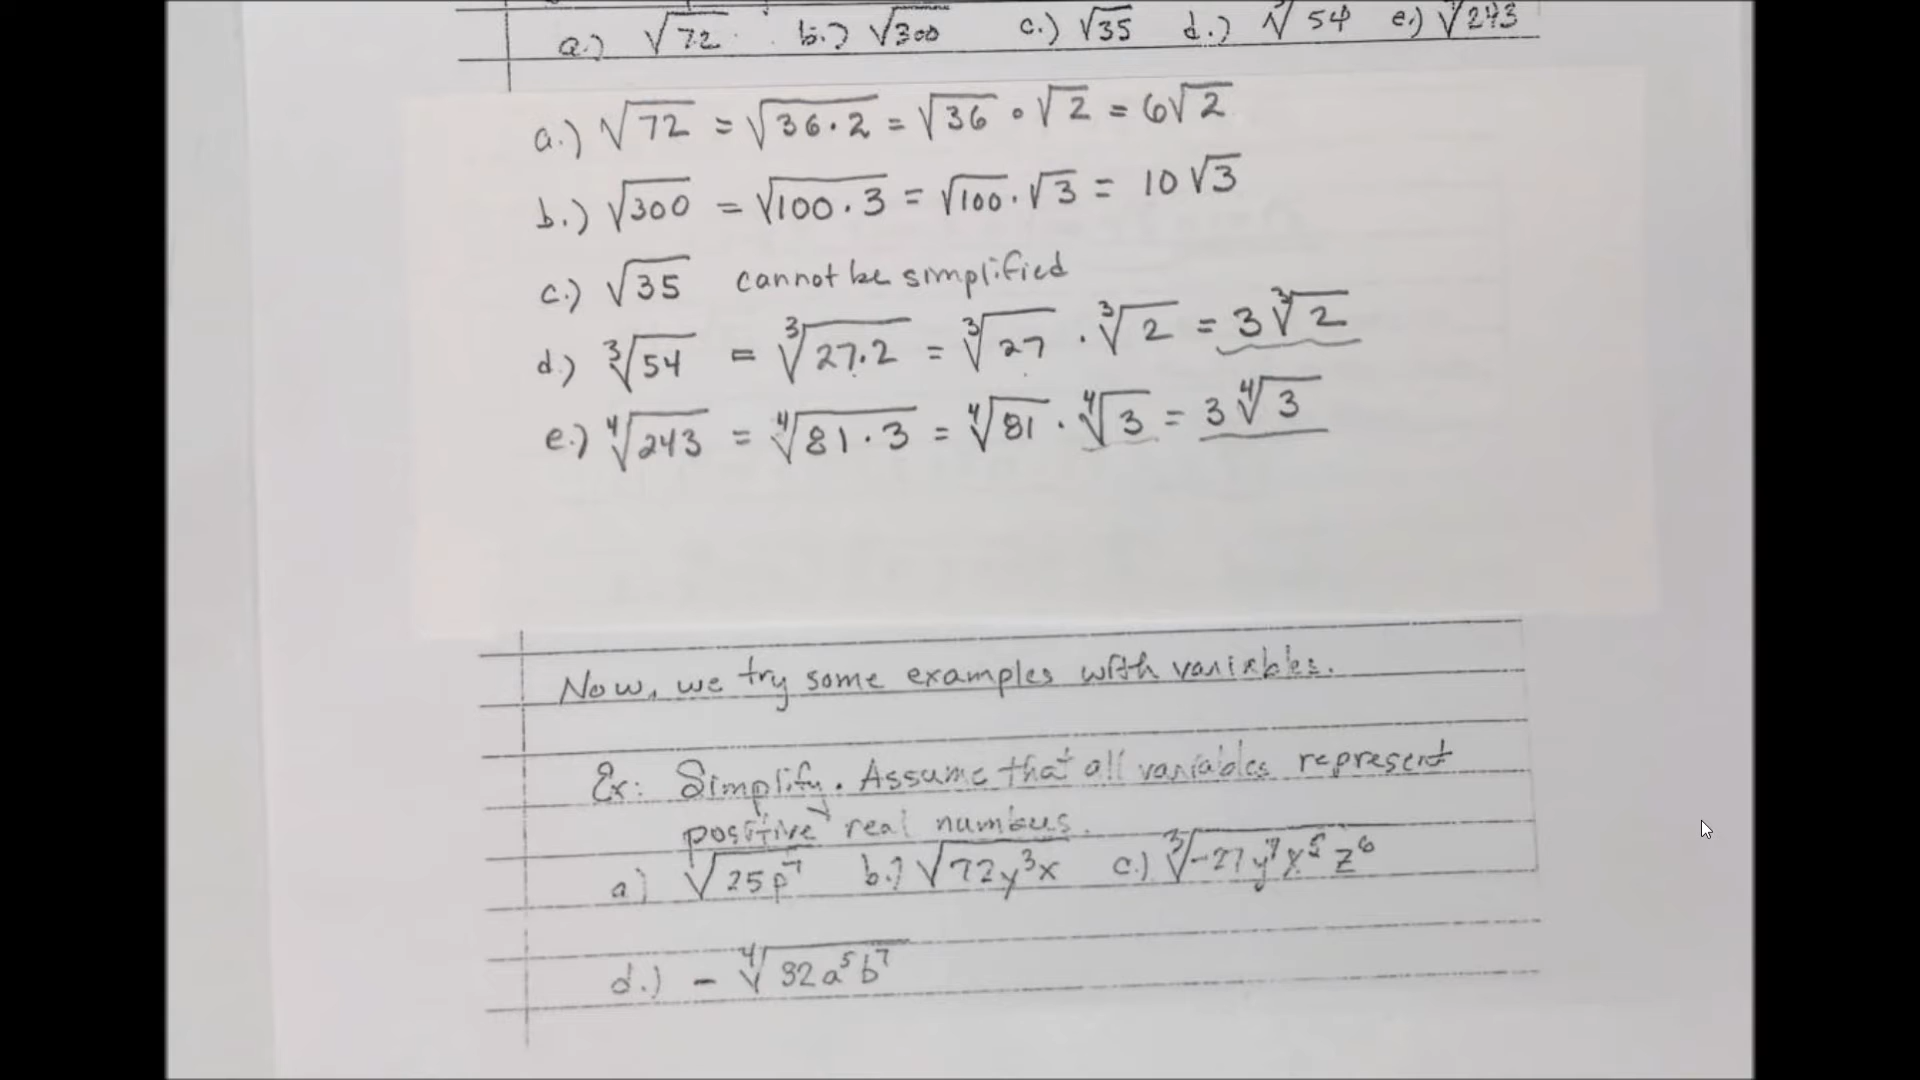 a.) √72 b.) √300 c.) √35 d.) ∛54 e.) ∜243
a.) √72 = √36·2 = √36 · √2 = 6√2
b.) √300 = √100·3 = √100 · √3 = 10√3
c.) √35 cannot be simplified
d.) ∛54 = ∛27·2 = ∛27 · ∛2 = 3∛2
e.) ∜243 = ∜81·3 = ∜81 · ∜3 = 3∜3
Now, we try some examples with variables.
Ex: Simplify. Assume that all variables represent
positive real numbers.
a) √25p⁷ b.) √72y³x c.) ∛-27y⁷x⁵z⁶
d.) - ∜32a⁵b⁷